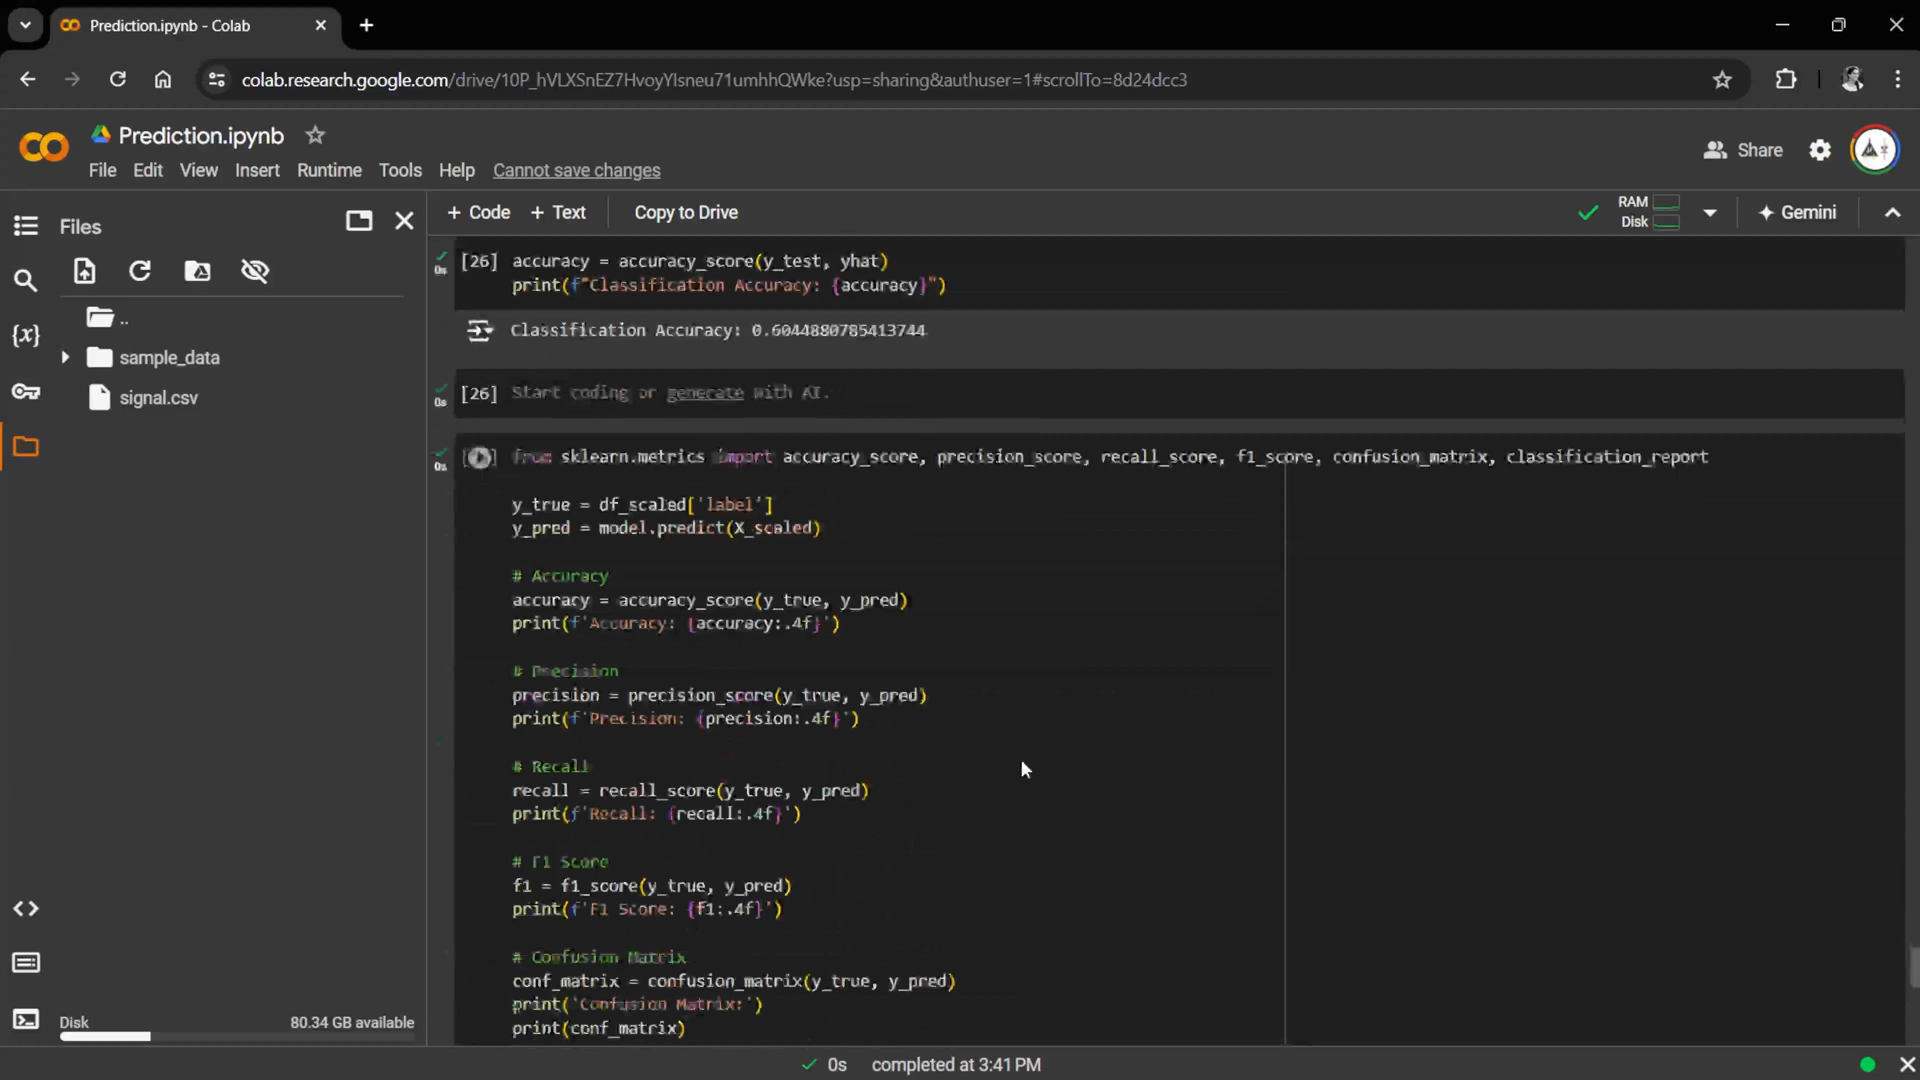 Prediction.ipynb - Colab
colab.research.google.com/drive/10P_hVLXSnEZ7HvoyYIsneu71umhhQWke?usp=sharing&authuser=1#scrollTo=8d24dcc3
Prediction.ipynb
File Edit View Insert Runtime Tools Help Cannot save changes
Share
Files
+ Code + Text Copy to Drive
RAM
Disk
Gemini
..
sample_data
signal.csv
{x}
Disk 80.34 GB available
0s
[26] accuracy = accuracy_score(y_test, yhat)
print(f"Classification Accuracy: {accuracy}")
Classification Accuracy: 0.6044880785413744
0s
[26] Start coding or generate with AI.
0s
from sklearn.metrics import accuracy_score, precision_score, recall_score, f1_score, confusion_matrix, classification_report
y_true = df_scaled['label']
y_pred = model.predict(X_scaled)
# Accuracy
accuracy = accuracy_score(y_true, y_pred)
print(f'Accuracy: {accuracy:.4f}')
# Precision
precision = precision_score(y_true, y_pred)
print(f'Precision: {precision:.4f}')
# Recall
recall = recall_score(y_true, y_pred)
print(f'Recall: {recall:.4f}')
# F1 Score
f1 = f1_score(y_true, y_pred)
print(f'F1 Score: {f1:.4f}')
# Confusion Matrix
conf_matrix = confusion_matrix(y_true, y_pred)
print('Confusion Matrix:')
print(conf_matrix)
0s completed at 3:41 PM